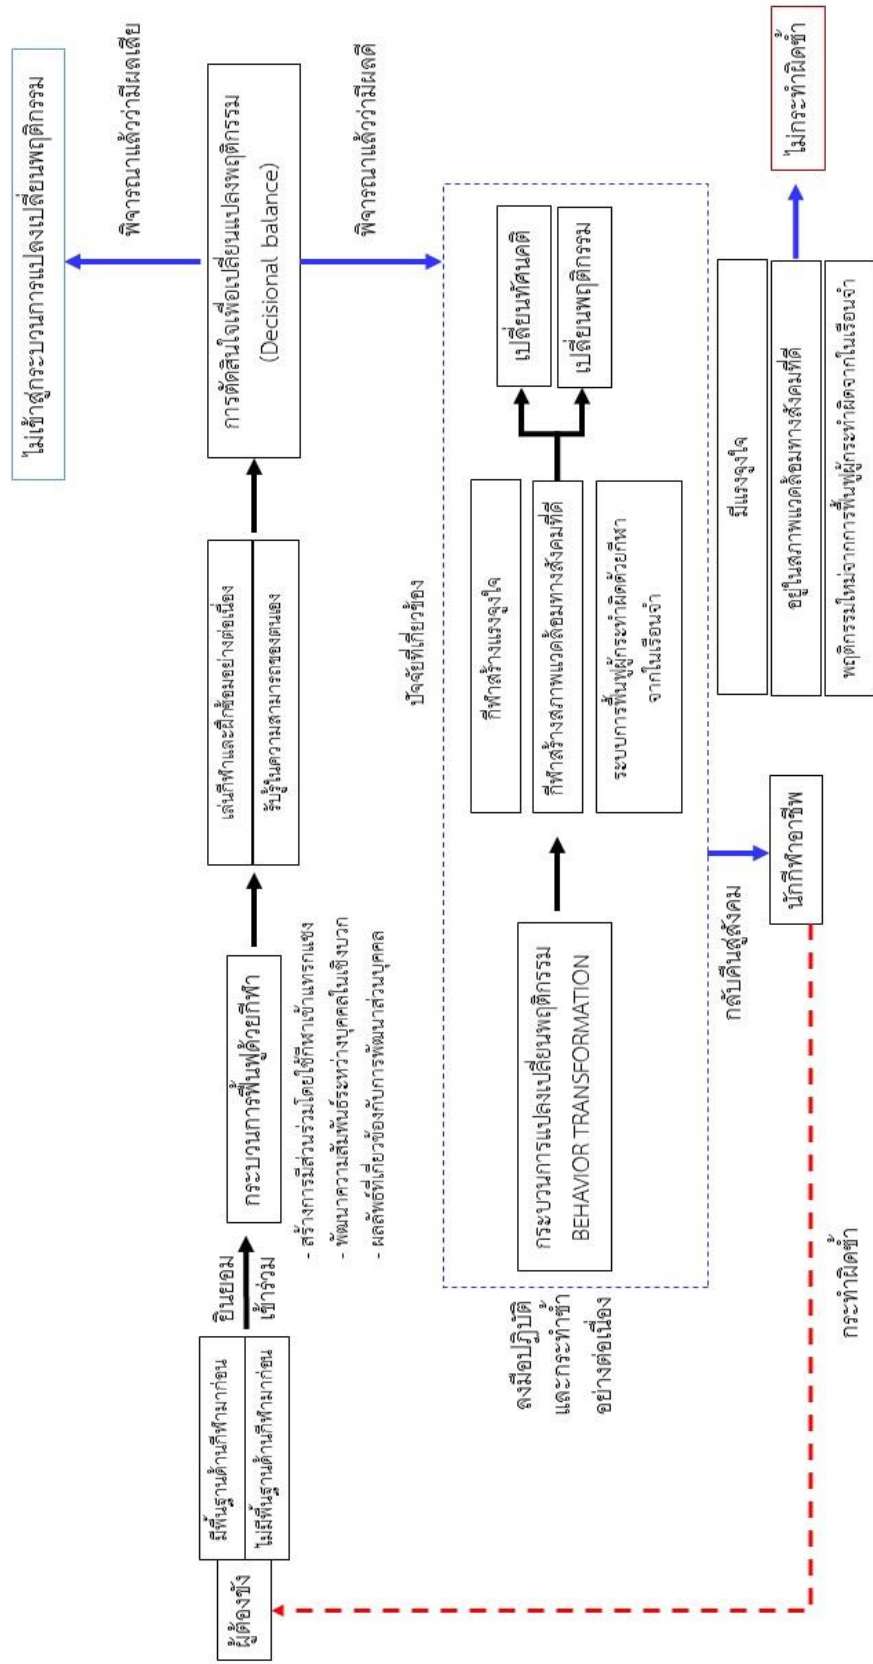 ผู้ต้องขัง
มีพื้นฐานด้านกีฬามาก่อน
ไม่มีพื้นฐานด้านกีฬามาก่อน
ยินยอม
เข้าร่วม
กระบวนการฟื้นฟูด้วยกีฬา
- สร้างการมีส่วนร่วมโดยใช้กีฬาเข้าแทรกแซง
- พัฒนาความสัมพันธ์ระหว่างบุคคลในเชิงบวก
- ผลลัพธ์ที่เกี่ยวข้องกับการพัฒนาส่วนบุคคล
เล่นกีฬาและฝึกซ้อมอย่างต่อเนื่อง
รับรู้ในความสามารถของตนเอง
การตัดสินใจเพื่อเปลี่ยนแปลงพฤติกรรม
(Decisional balance)
พิจารณาแล้วว่ามีผลเสีย
ไม่เข้าสู่กระบวนการแปลงเปลี่ยนพฤติกรรม
พิจารณาแล้วว่ามีผลดี
ลงมือปฏิบัติ
และกระทำซ้ำ
อย่างต่อเนื่อง
กระบวนการแปลงเปลี่ยนพฤติกรรม
BEHAVIOR TRANSFORMATION
ปัจจัยที่เกี่ยวข้อง
กีฬาสร้างแรงจูงใจ
กีฬาสร้างสภาพแวดล้อมทางสังคมที่ดี
ระบบการฟื้นฟูผู้กระทำผิดด้วยกีฬา
จากในเรือนจำ
เปลี่ยนทัศนคติ
เปลี่ยนพฤติกรรม
กลับคืนสู่สังคม
นักกีฬาอาชีพ
มีแรงจูงใจ
อยู่ในสภาพแวดล้อมทางสังคมที่ดี
พฤติกรรมใหม่จากการฟื้นฟูผู้กระทำผิดจากในเรือนจำ
ไม่กระทำผิดซ้ำ
กระทำผิดซ้ำ